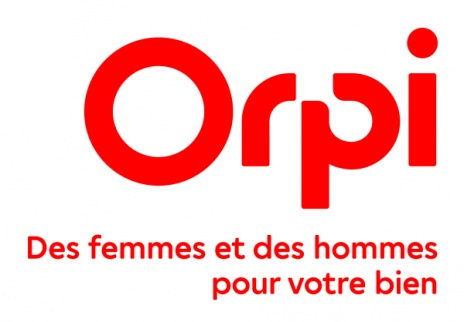 Orpi
Des femmes et des hommes
pour votre bien